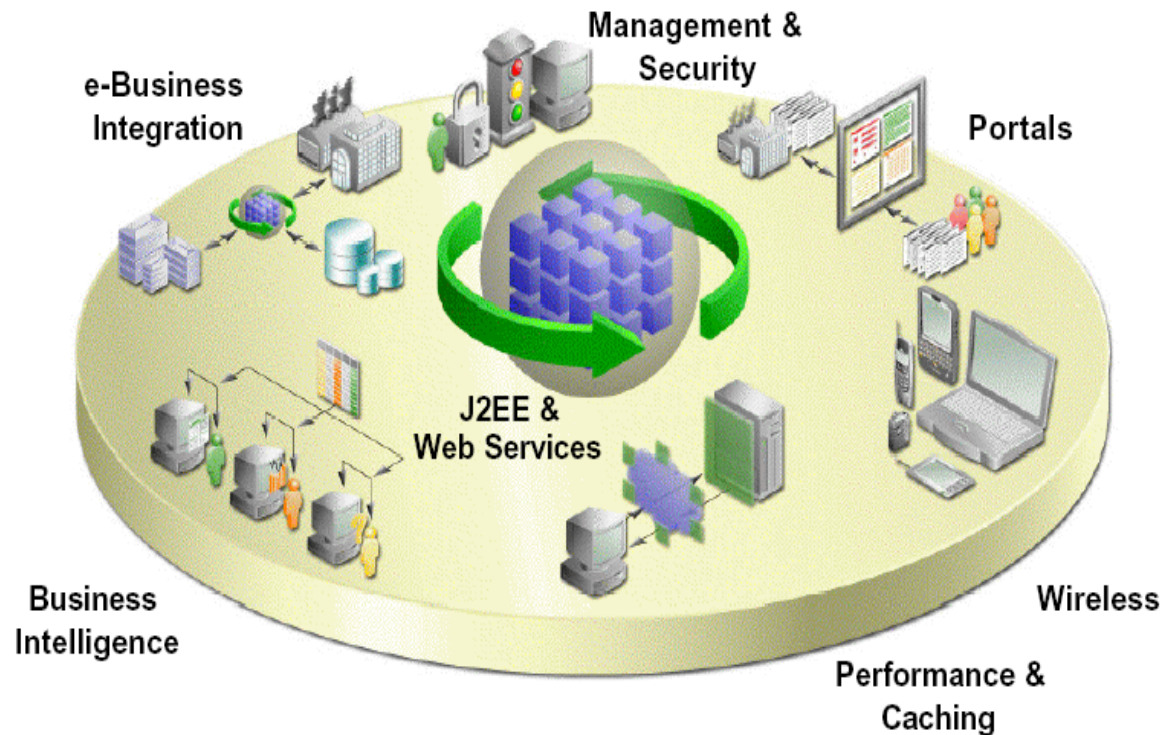 Management &
Security
e-Business
Integration
Portals
J2EE &
Web Services
Business
Intelligence
Wireless
Performance &
Caching